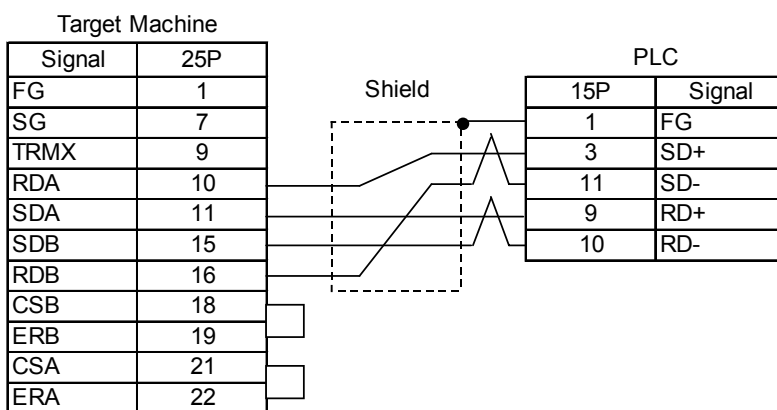 Target Machine
Signal 25P
FG 1
SG 7
TRMX 9
RDA 10
SDA 11
SDB 15
RDB 16
CSB 18
ERB 19
CSA 21
ERA 22
Shield
PLC
15P Signal
1 FG
3 SD+
11 SD-
9 RD+
10 RD-